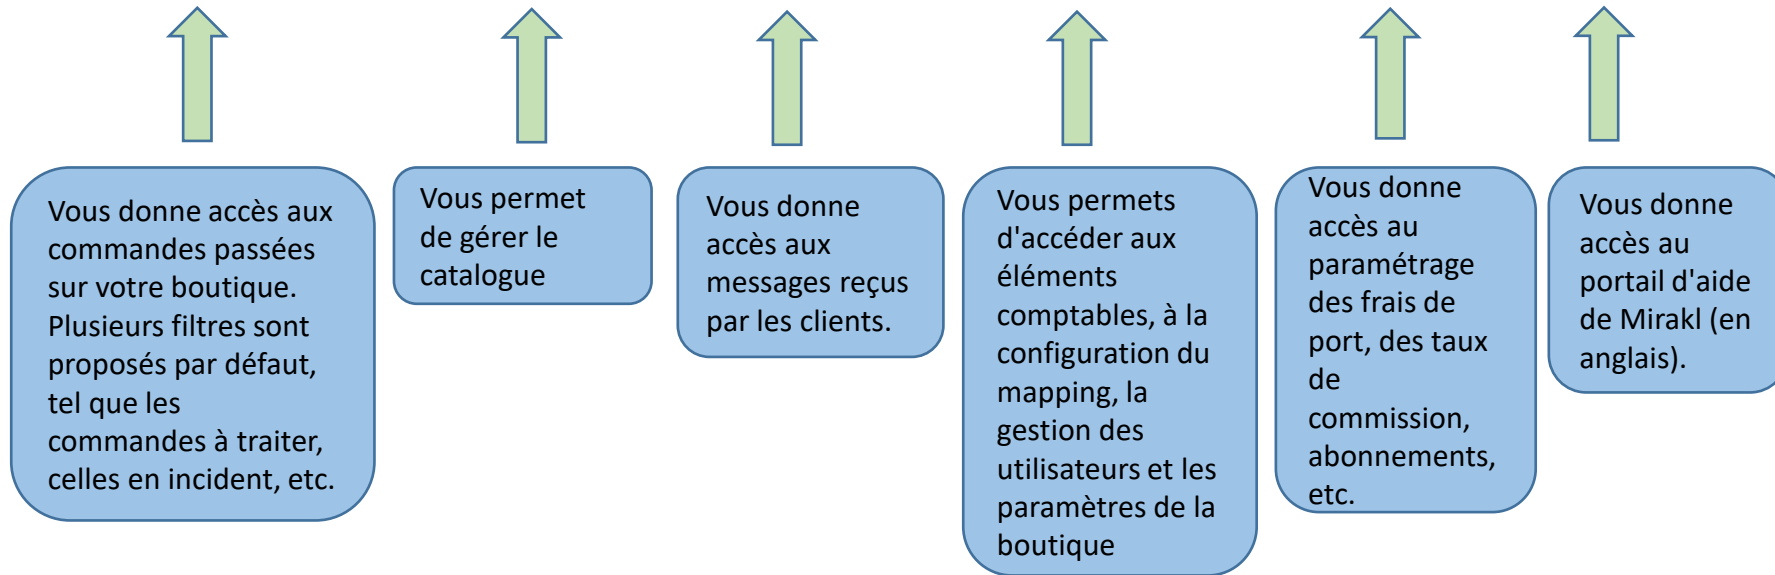 Vous donne accès aux
commandes passées
sur votre boutique.
Plusieurs filtres sont
proposés par défaut,
tel que les
commandes à traiter,
celles en incident, etc.
Vous permet
de gérer le
catalogue
Vous donne
accès aux
messages reçus
par les clients.
Vous permets
d'accéder aux
éléments
comptables, à la
configuration du
mapping, la
gestion des
utilisateurs et les
paramètres de la
boutique
Vous donne
accès au
paramétrage
des frais de
port, des taux
de
commission,
abonnements,
etc.
Vous donne
accès au
portail d'aide
de Mirakl (en
anglais).